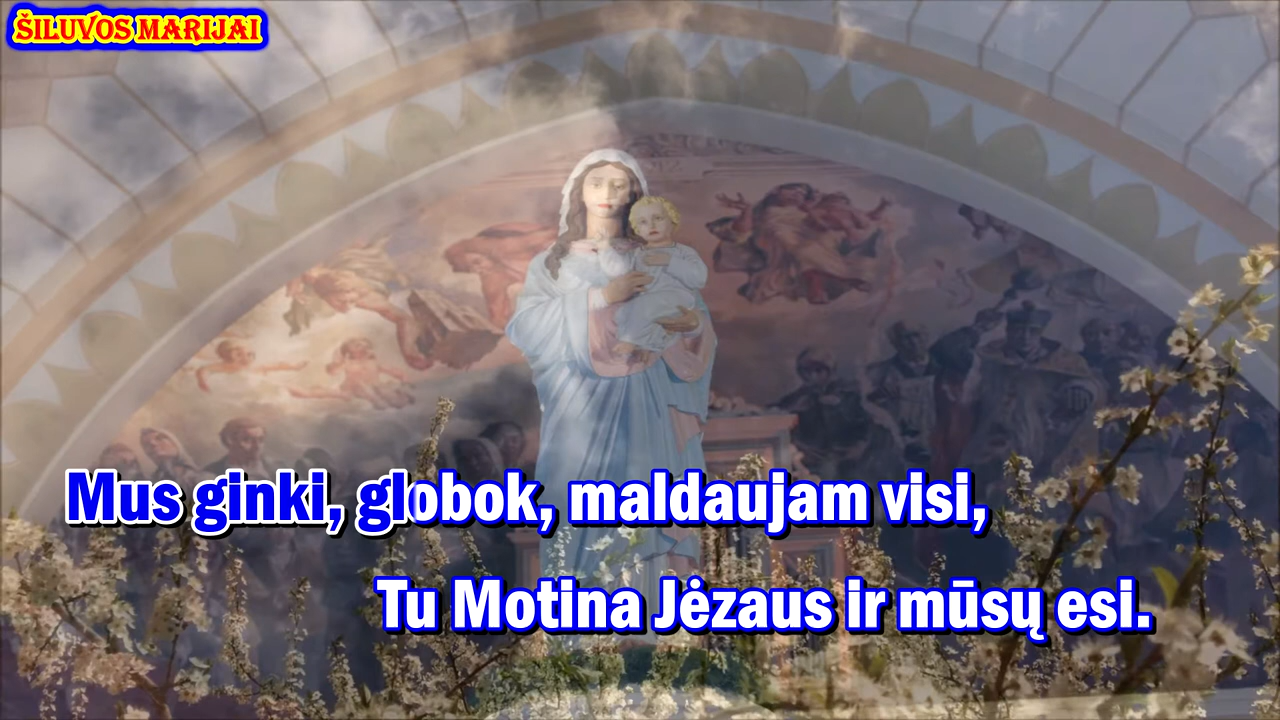 ŠILUVOS MARIJAI
Mus ginki, globok, maldaujam visi,
Tu Motina Jėzaus ir mūsų esi.